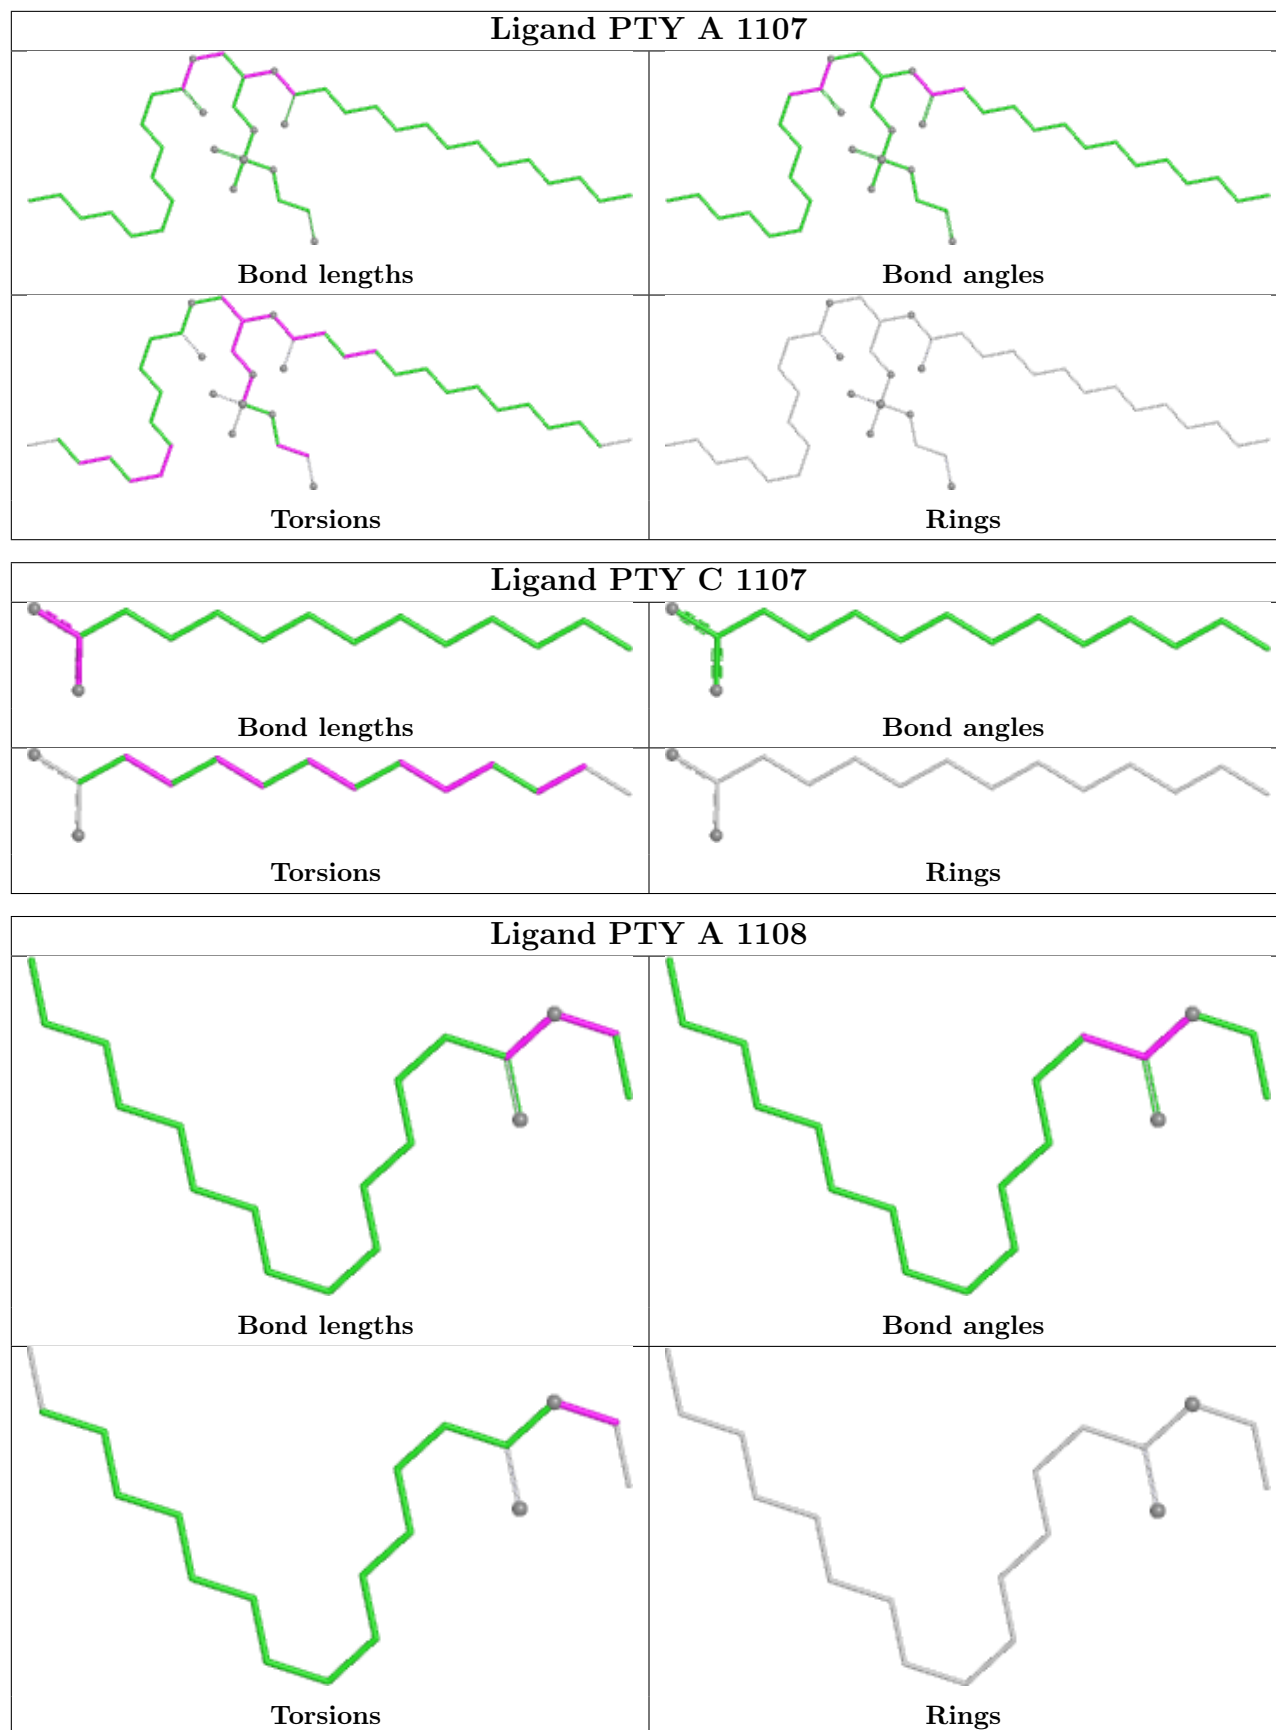 Ligand PTY A 1107
Bond lengths
Bond angles
Torsions
Rings
Ligand PTY C 1107
Bond lengths
Bond angles
Torsions
Rings
Ligand PTY A 1108
Bond lengths
Bond angles
Torsions
Rings